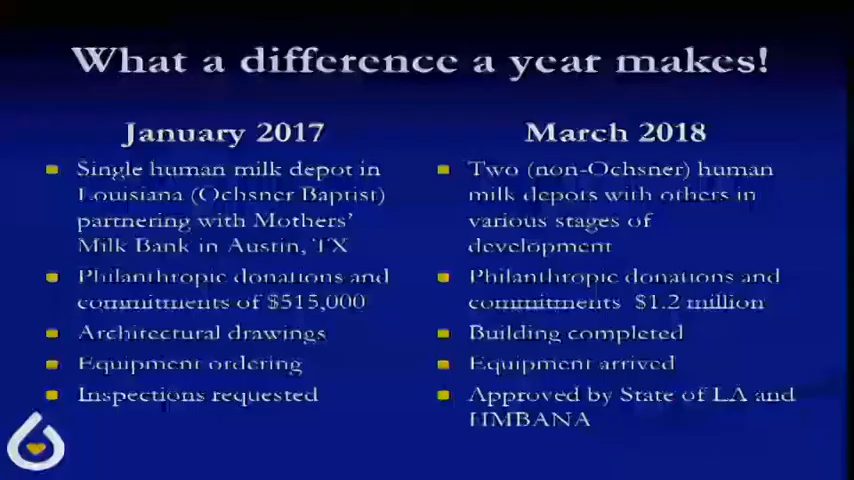 What a difference a year makes!
January 2017
Single human milk depot in
Louisiana (Ochsner Baptist)
partnering with Mothers'
Milk Bank in Austin, TX
Philanthropic donations and
commitments of $515,000
Architectural drawings
Equipment ordering
Inspections requested
March 2018
Two (non-Ochsner) human
milk depots with others in
various stages of
development
Philanthropic donations and
commitments $1.2 million
Building completed
Equipment arrived
Approved by State of LA and
HMBANA